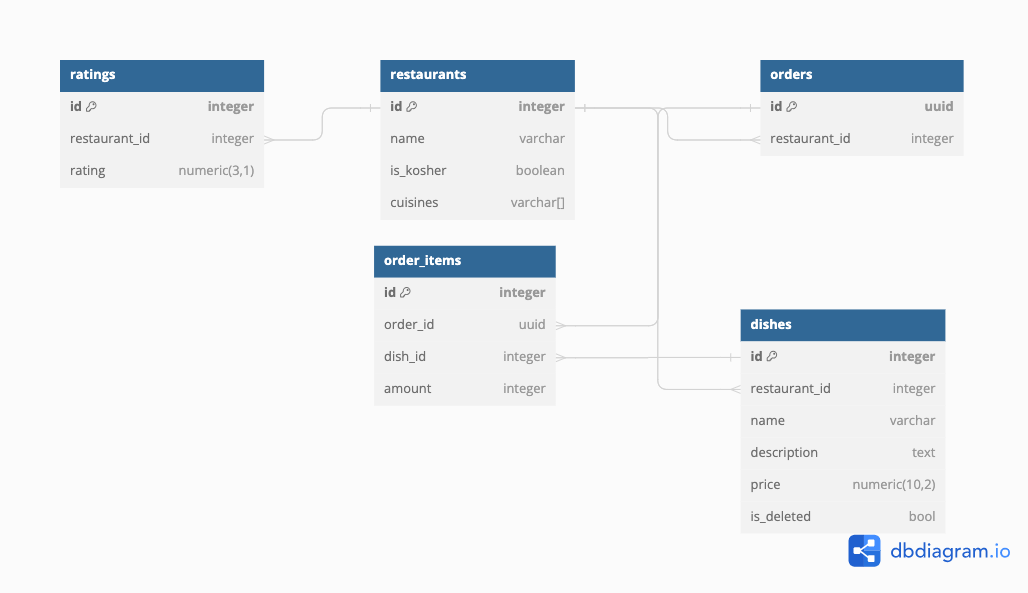 ratings
id integer
restaurant_id integer
rating numeric(3,1)
restaurants
id integer
name varchar
is_kosher boolean
cuisines varchar[]
orders
id uuid
restaurant_id integer
order_items
id integer
order_id uuid
dish_id integer
amount integer
dishes
id integer
restaurant_id integer
name varchar
description text
price numeric(10,2)
is_deleted bool
dbdiagram.io